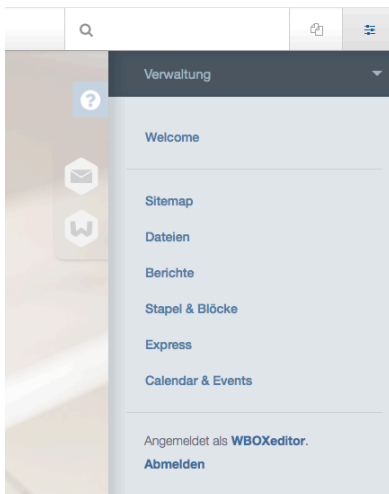 Verwaltung
?
Welcome
Sitemap
Dateien
Berichte
Stapel & Blöcke
Express
Calendar & Events
Angemeldet als WBOXeditor.
Abmelden